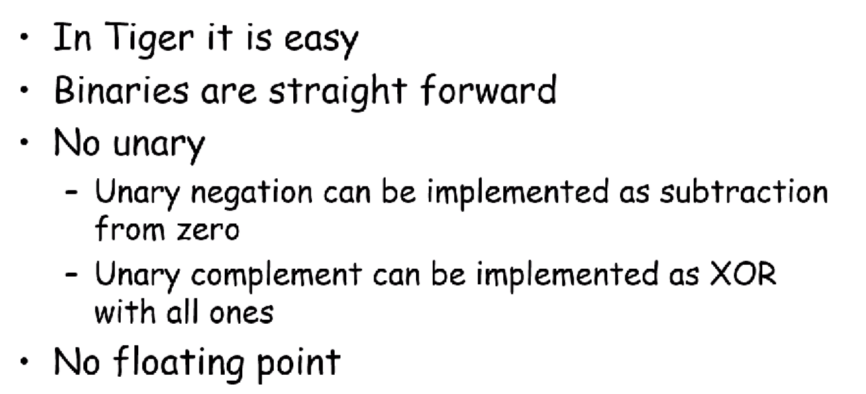 • In Tiger it is easy
• Binaries are straight forward
• No unary
– Unary negation can be implemented as subtraction
from zero
– Unary complement can be implemented as XOR
with all ones
• No floating point